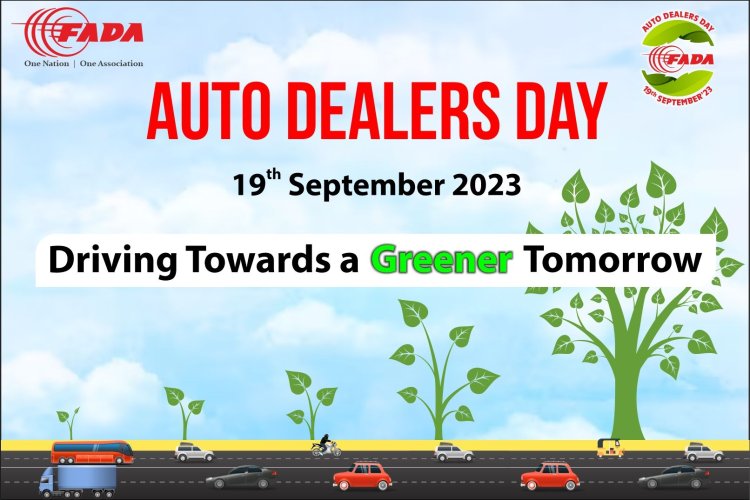 FADA
One Nation | One Association
AUTO DEALERS DAY
FADA
19th SEPTEMBER'23
AUTO DEALERS DAY
19th September 2023
Driving Towards a Greener Tomorrow